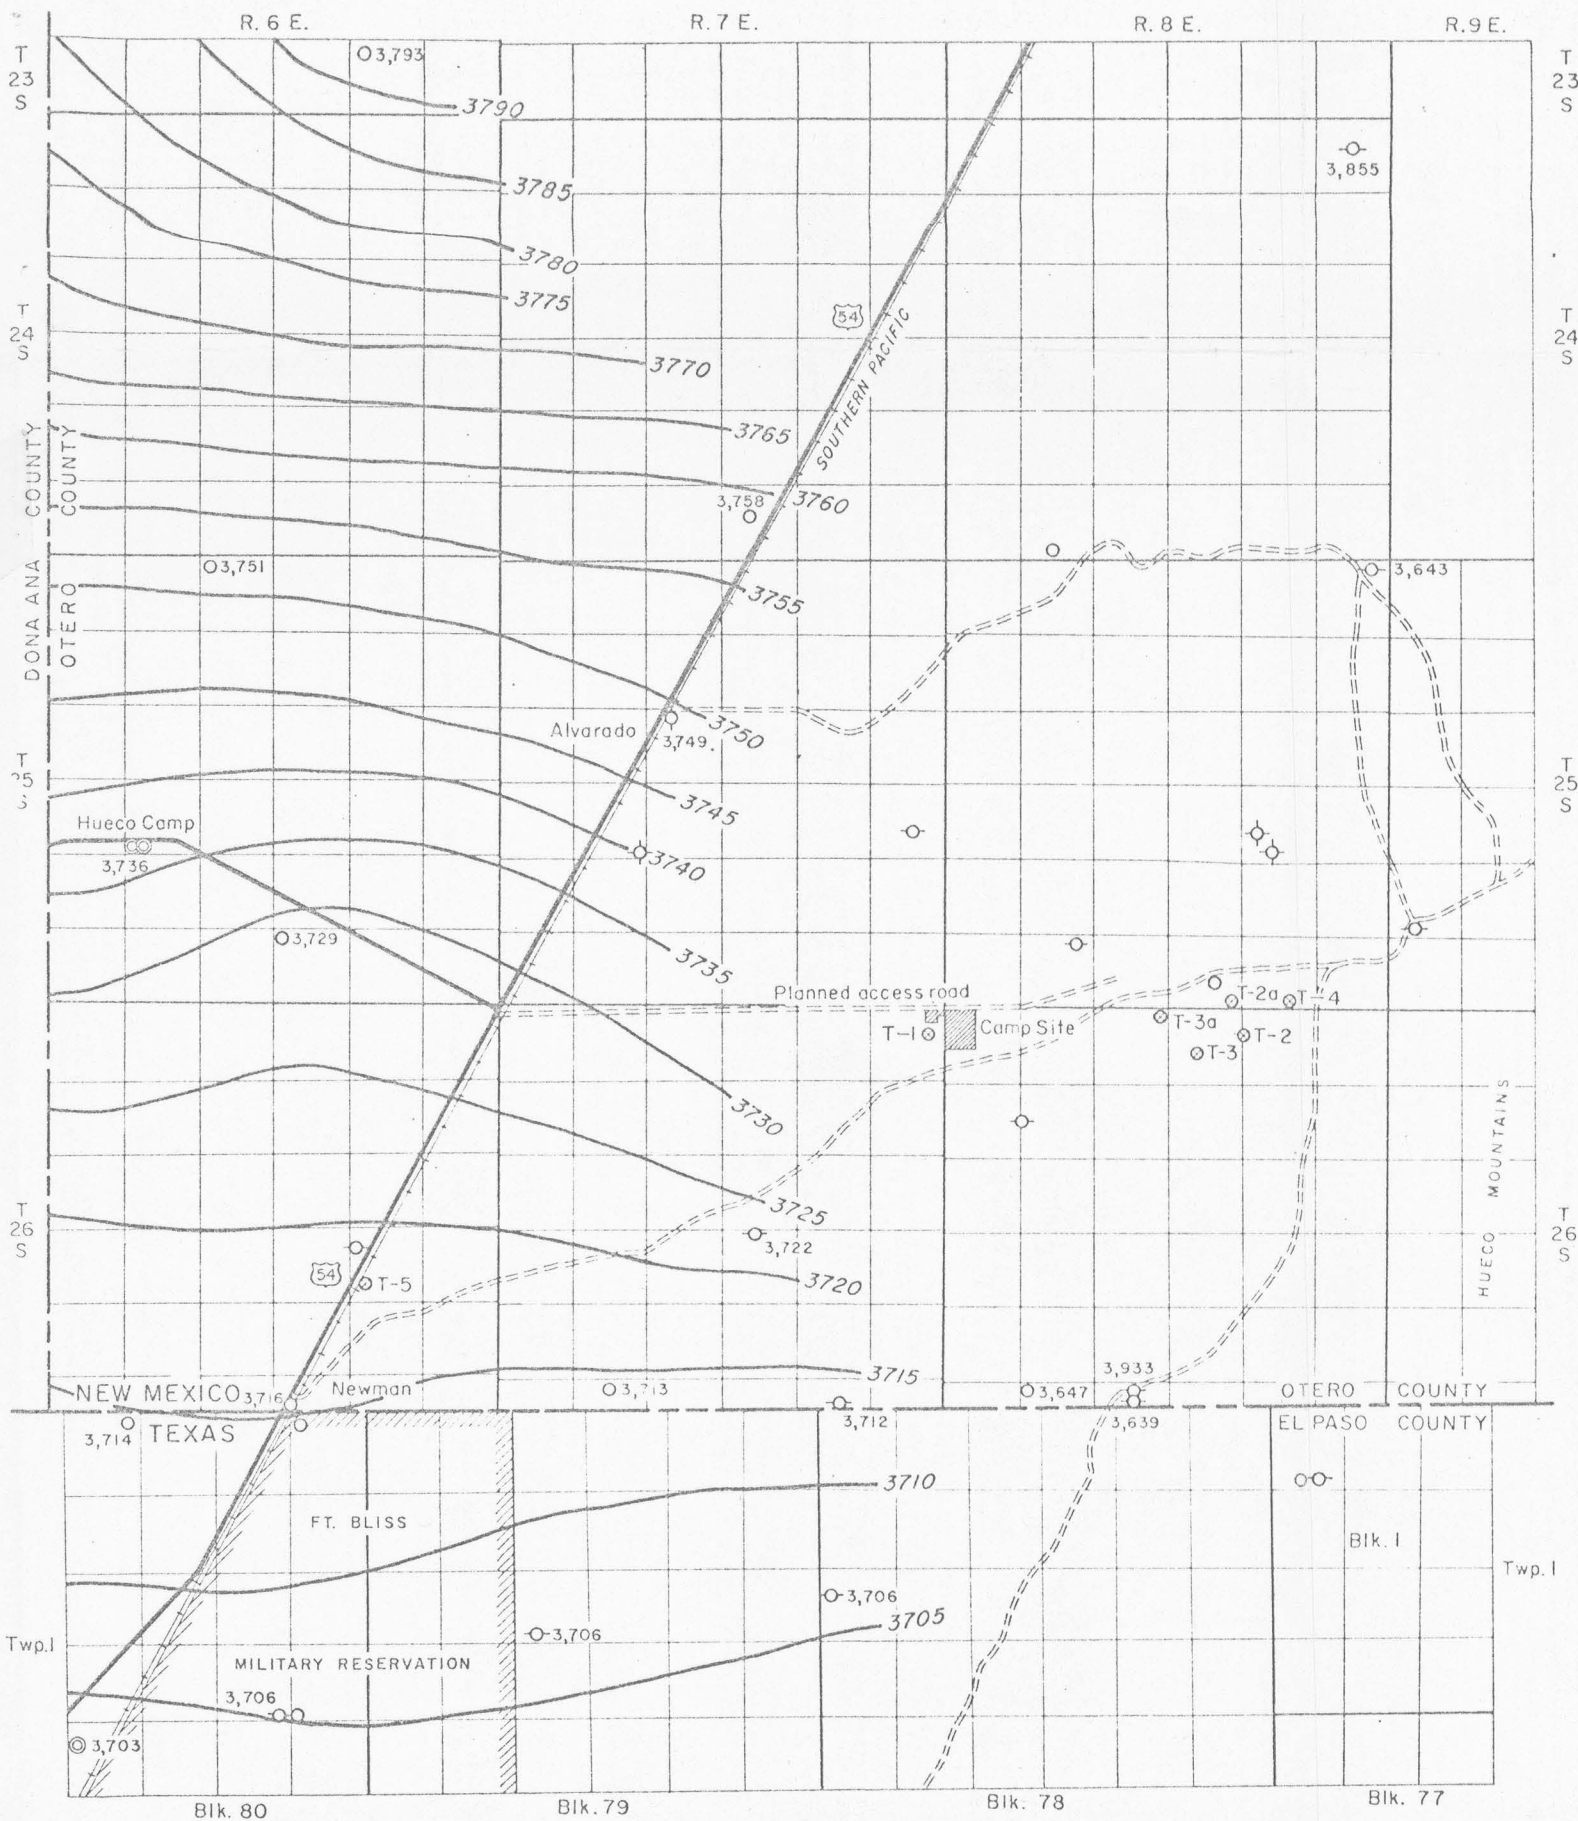 R. 6 E.
R. 7 E.
R. 8 E.
R. 9 E.
T
23
S
T
23
S
3,793
3790
3,855
3785
3780
3775
T
24
S
54
SOUTHERN PACIFIC
T
24
S
3770
3765
3,758
3760
DONA ANA COUNTY
OTERO COUNTY
3,751
3755
3,643
Alvarado
3,749.
3750
T
25
S
3745
Hueco Camp
3,736
3740
3,729
3735
Planned access road
T-1
Camp Site
T-2a
T-4
T-3a
T-2
T-3
3730
HUECO MOUNTAINS
T
26
S
3725
3,722
54
T-5
3720
T
26
S
3715
3,933
NEW MEXICO
3,716
Newman
3,713
3,647
OTERO COUNTY
3,714
TEXAS
3,712
3,639
EL PASO COUNTY
3710
FT. BLISS
Blk. 1
Twp. 1
3,706
3705
Twp. 1
3,706
MILITARY RESERVATION
3,706
3,703
Blk. 80
Blk. 79
Blk. 78
Blk. 77